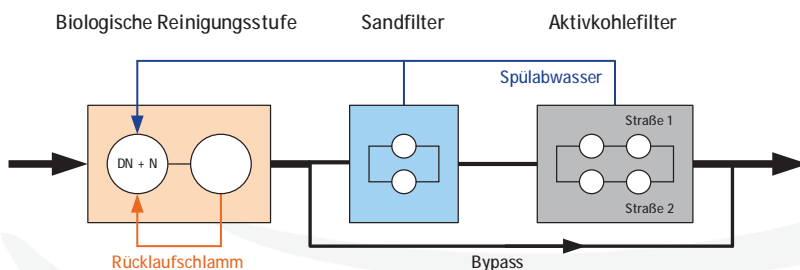 Biologische Reinigungsstufe
Sandfilter
Aktivkohlefilter
Spülabwasser
Straße 1
DN + N
Straße 2
Rücklaufschlamm
Bypass